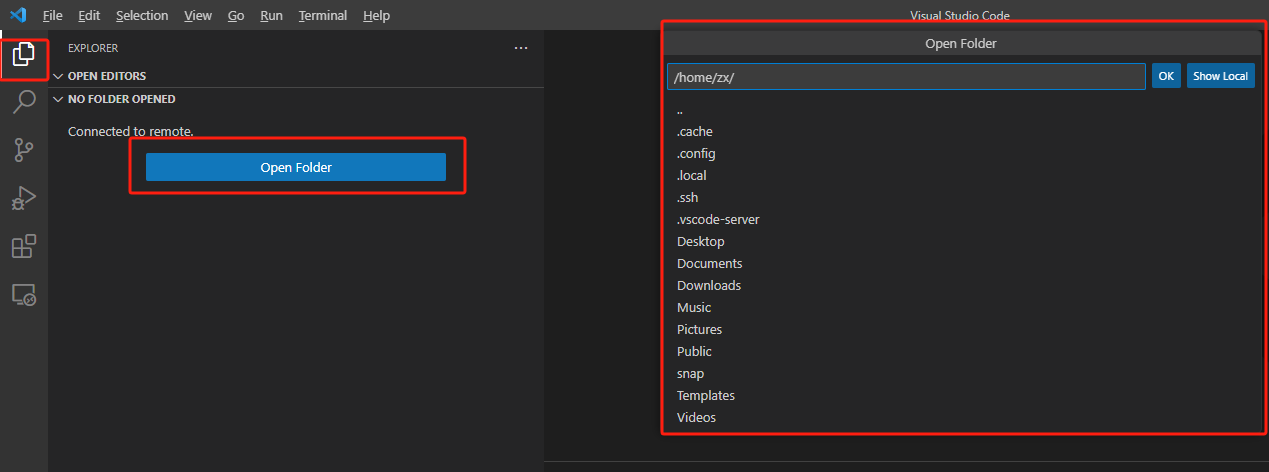 File Edit Selection View Go Run Terminal Help
Visual Studio Code
EXPLORER ...
OPEN EDITORS
NO FOLDER OPENED
Connected to remote.
Open Folder
Open Folder
/home/zx/ OK Show Local
..
.cache
.config
.local
.ssh
.vscode-server
Desktop
Documents
Downloads
Music
Pictures
Public
snap
Templates
Videos